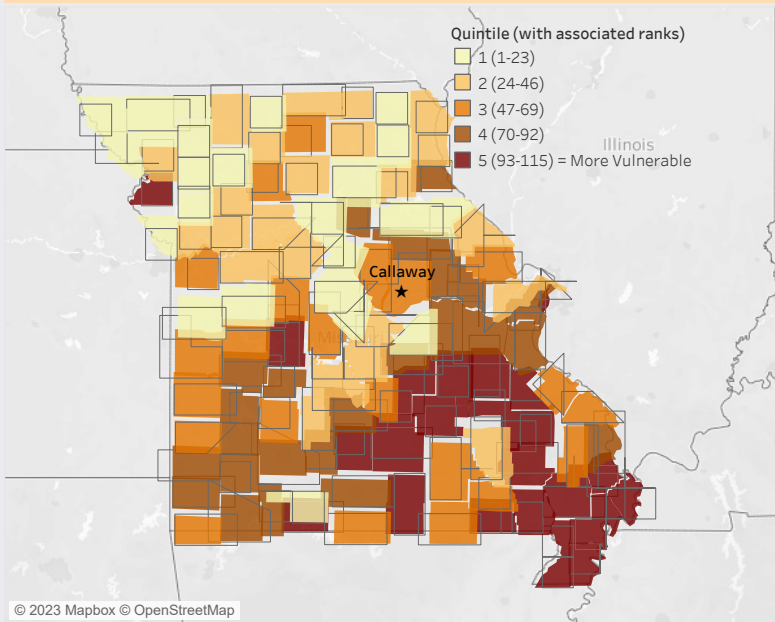 Quintile (with associated ranks)
1 (1-23)
2 (24-46)
3 (47-69)
4 (70-92)
5 (93-115) = More Vulnerable
Illinois
Callaway
© 2023 Mapbox © OpenStreetMap